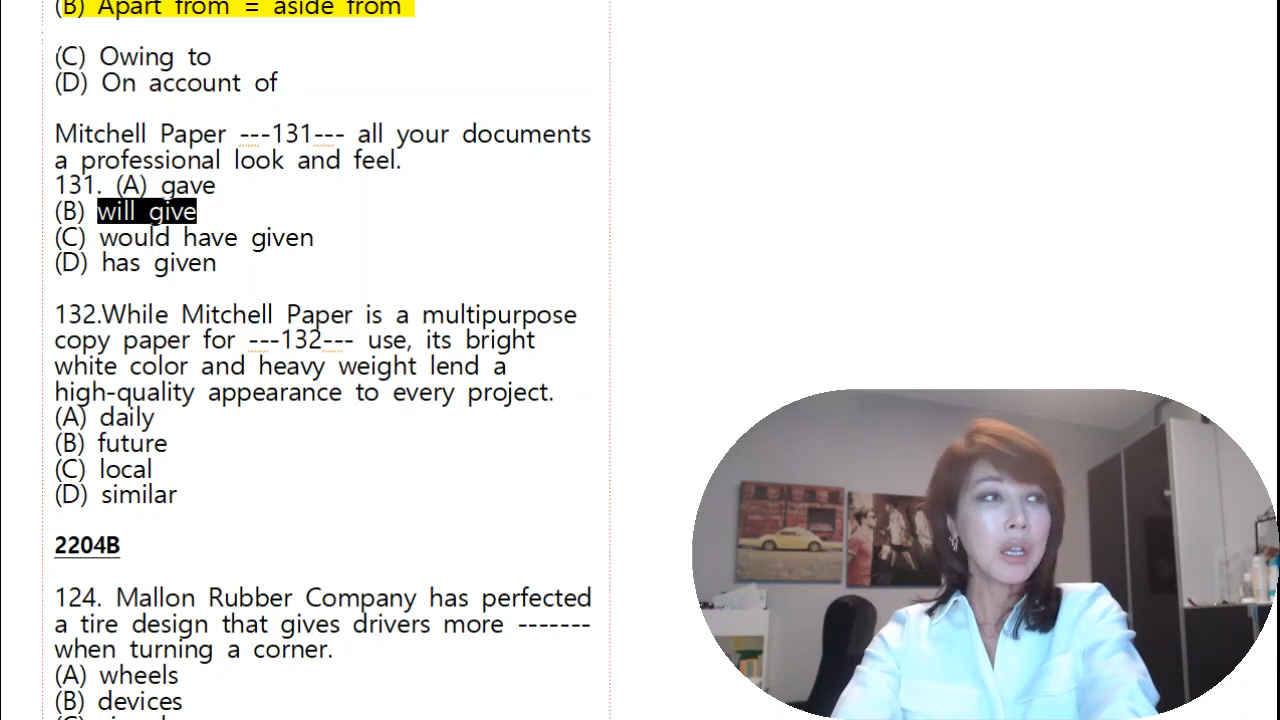 (B) Apart from = aside from
(C) Owing to
(D) On account of
Mitchell Paper ---131--- all your documents
a professional look and feel.
131. (A) gave
(B) will give
(C) would have given
(D) has given
132.While Mitchell Paper is a multipurpose
copy paper for ---132--- use, its bright
white color and heavy weight lend a
high-quality appearance to every project.
(A) daily
(B) future
(C) local
(D) similar
2204B
124. Mallon Rubber Company has perfected
a tire design that gives drivers more -------
when turning a corner.
(A) wheels
(B) devices